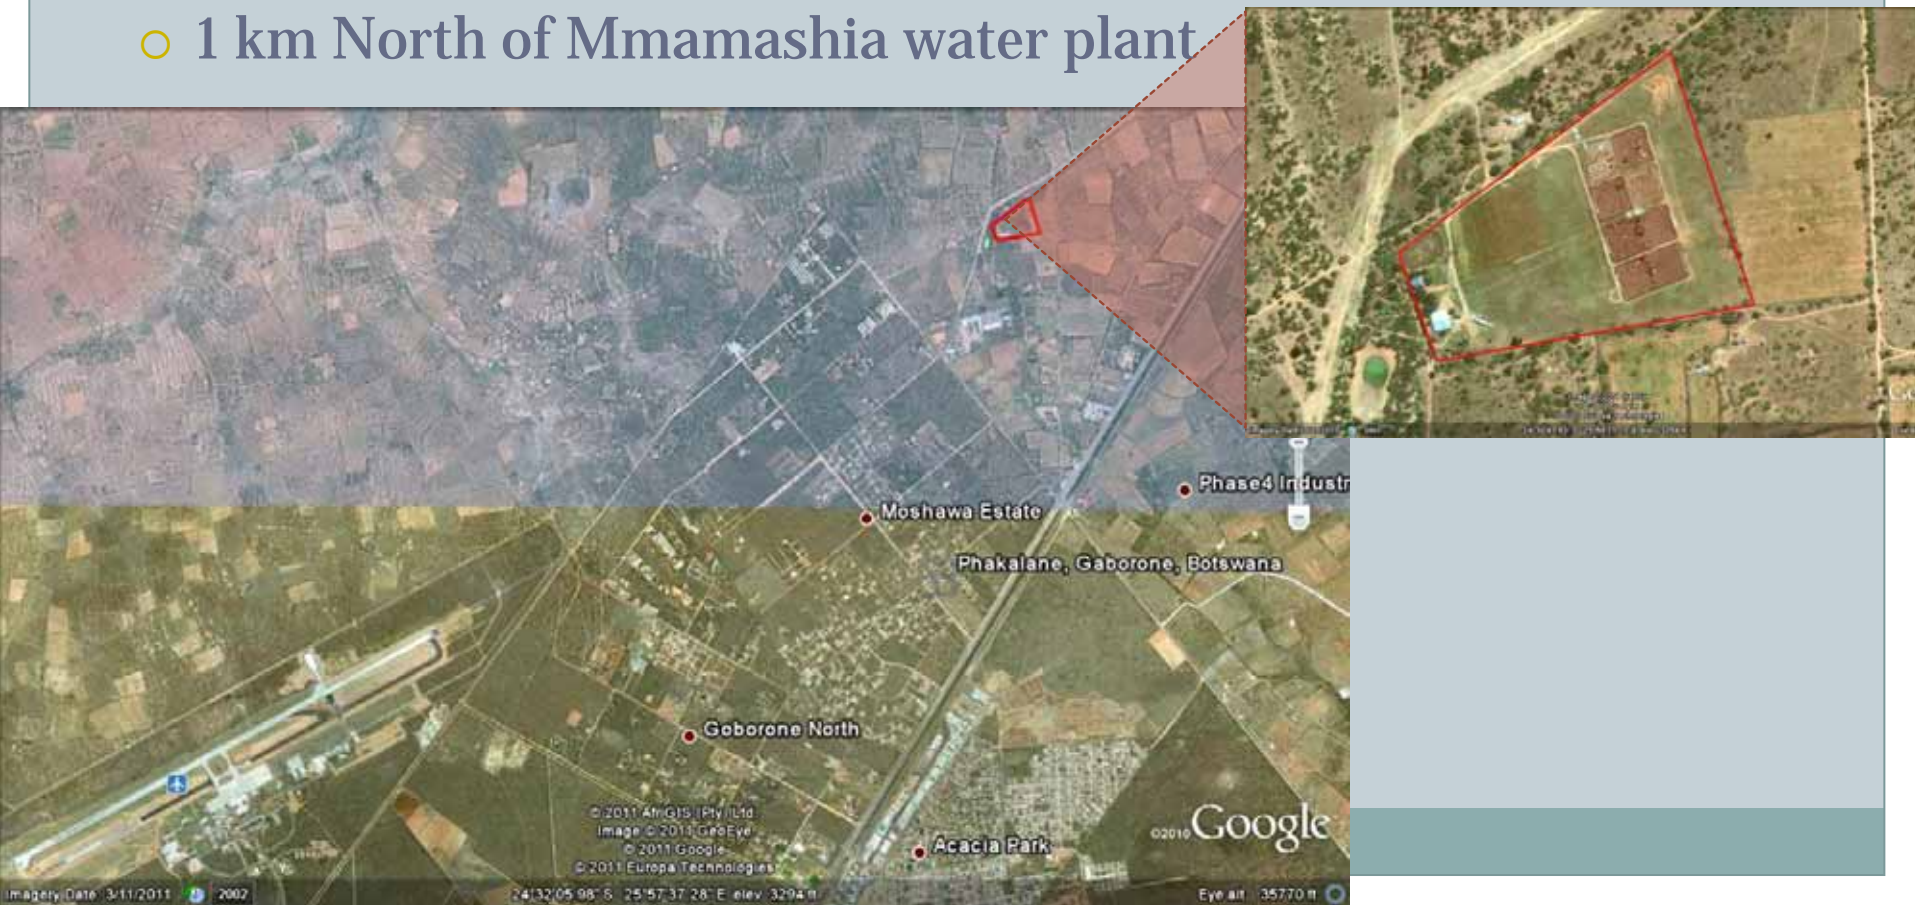 1 km North of Mmamashia water plant
Phase4 Industr
Moshawa Estate
Phakalane, Gaborone, Botswana
Goborone North
© 2011 AfriGIS (Pty) Ltd.
Image © 2011 GeoEye
© 2011 Google
© 2011 Europa Technologies
©2010 Google
Acacia Park
Imagery Date: 3/11/2011 2002 24°32'05.98" S 25°57'37.28" E elev 3294 ft Eye alt 35770 ft